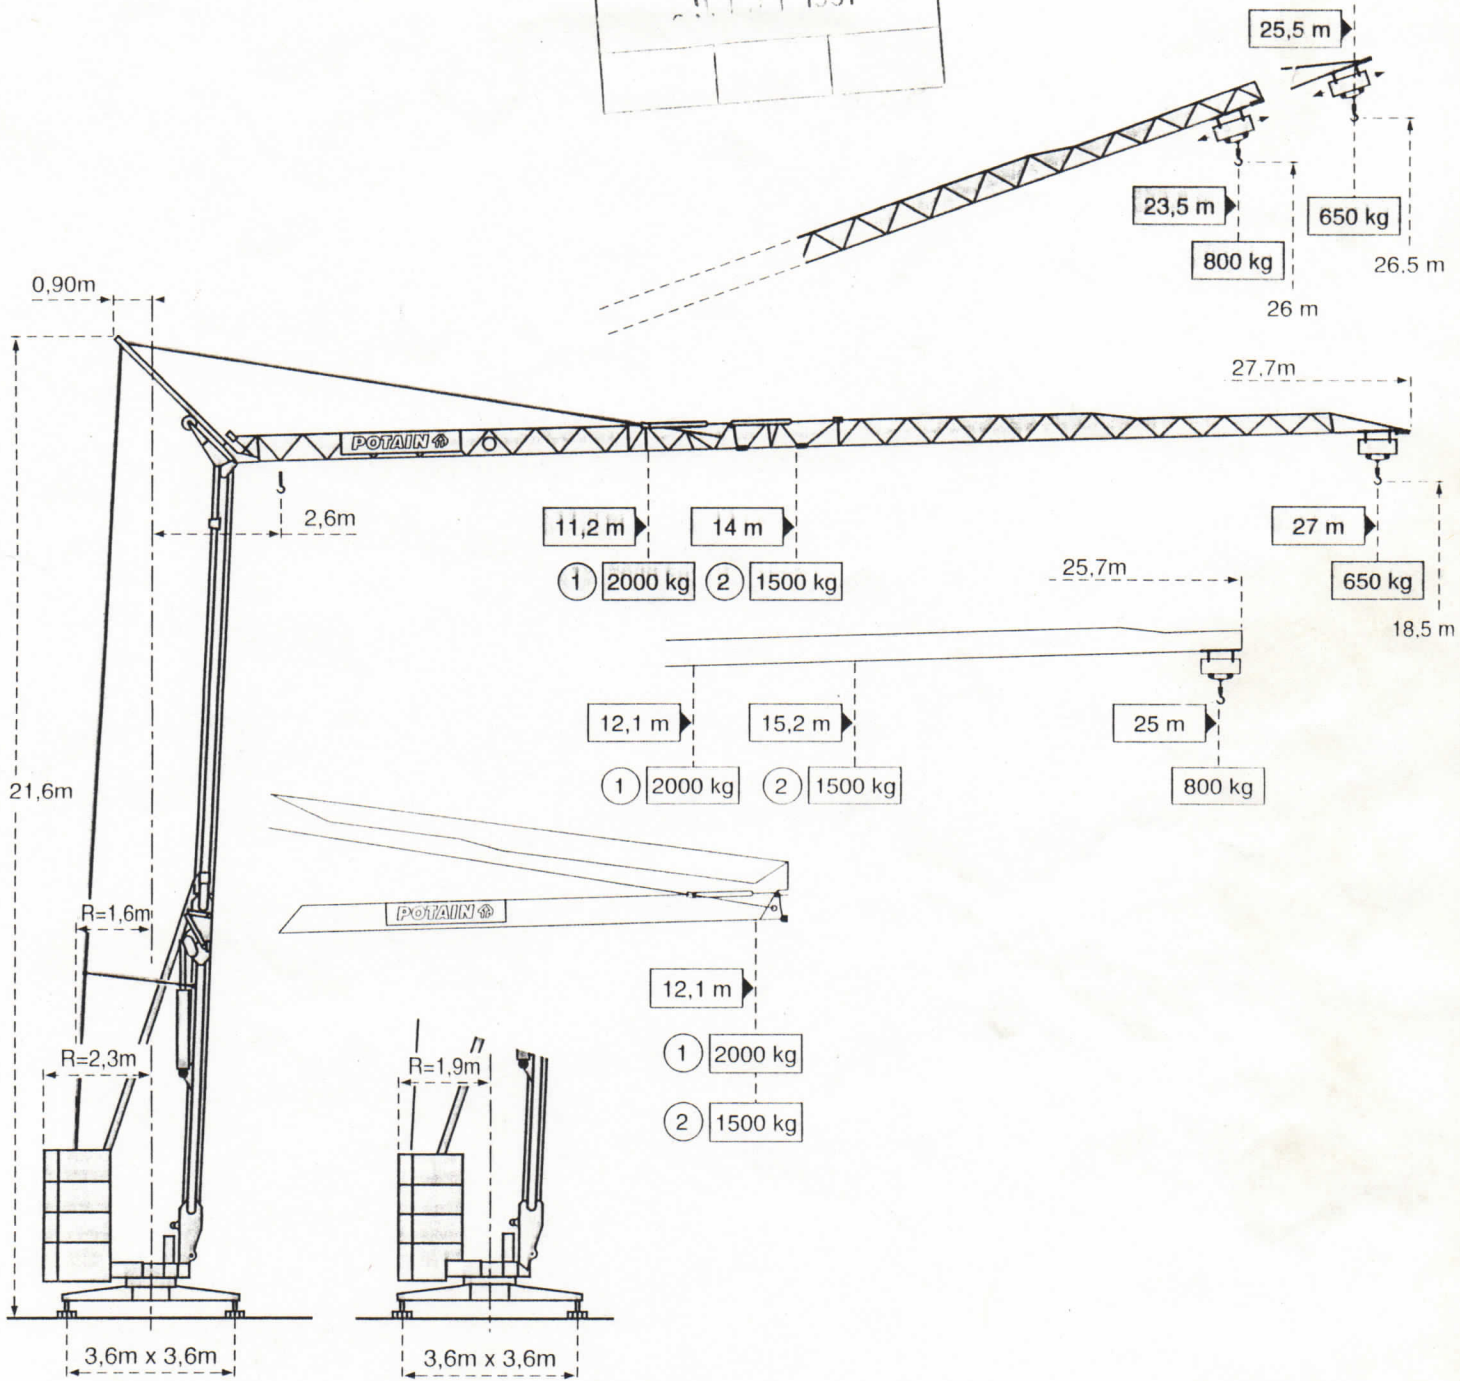 25,5 m
23,5 m
650 kg
800 kg
26.5 m
26 m
0,90m
27,7m
POTAIN
2,6m
11,2 m
14 m
27 m
1 2000 kg
2 1500 kg
650 kg
25,7m
18.5 m
12,1 m
15,2 m
25 m
1 2000 kg
2 1500 kg
800 kg
21,6m
R=1,6m
POTAIN
12,1 m
1 2000 kg
R=2,3m
R=1,9m
2 1500 kg
3,6m x 3,6m
3,6m x 3,6m